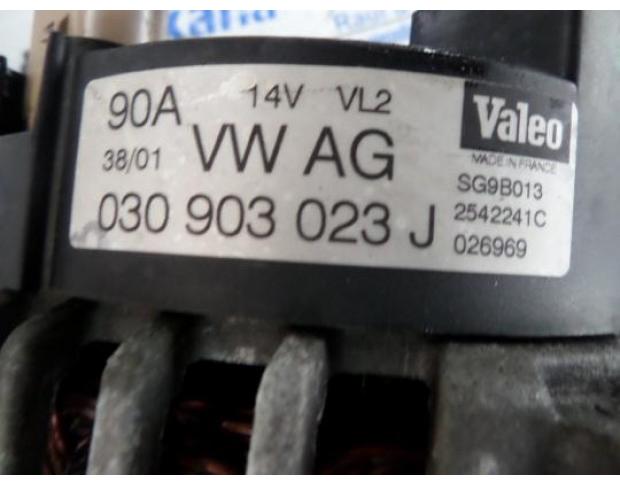 90A 14V VL2
38/01 VW AG
030 903 023 J
Valeo
MADE IN FRANCE
SG9B013
2542241C
026969